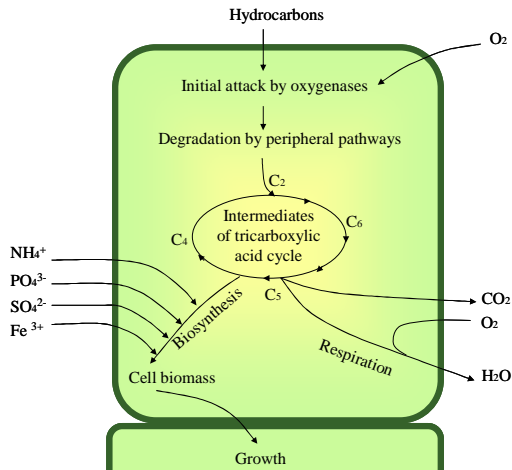 Hydrocarbons
O₂
Initial attack by oxygenases
Degradation by peripheral pathways
C₂
Intermediates
of tricarboxylic
acid cycle
C₆
C₄
C₅
NH₄⁺
PO₄³⁻
SO₄²⁻
Fe ³⁺
Biosynthesis
Respiration
CO₂
O₂
H₂O
Cell biomass
Growth